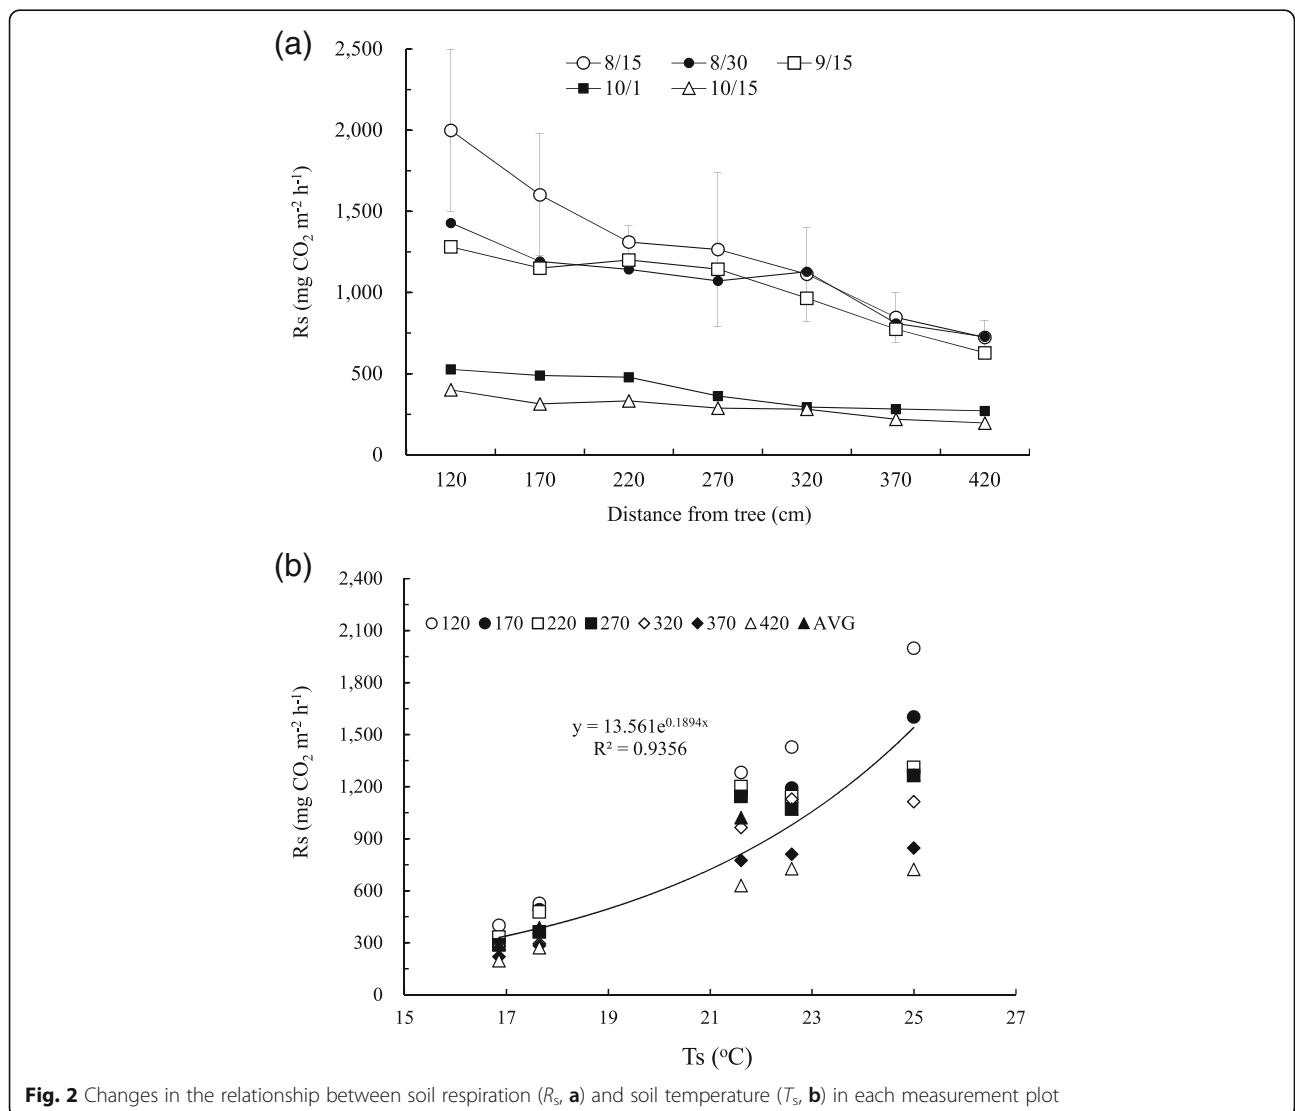 (a)
2,500
2,000
1,500
1,000
500
0
Rs (mg CO₂ m⁻² h⁻¹)
8/15 8/30 9/15
10/1 10/15
120 170 220 270 320 370 420
Distance from tree (cm)
(b)
2,400
2,100
1,800
1,500
1,200
900
600
300
0
Rs (mg CO₂ m⁻² h⁻¹)
120 170 220 270 320 370 420 AVG
y = 13.561e^0.1894x
R² = 0.9356
15 17 19 21 23 25 27
Ts (°C)
Fig. 2 Changes in the relationship between soil respiration (Rs, a) and soil temperature (Ts, b) in each measurement plot